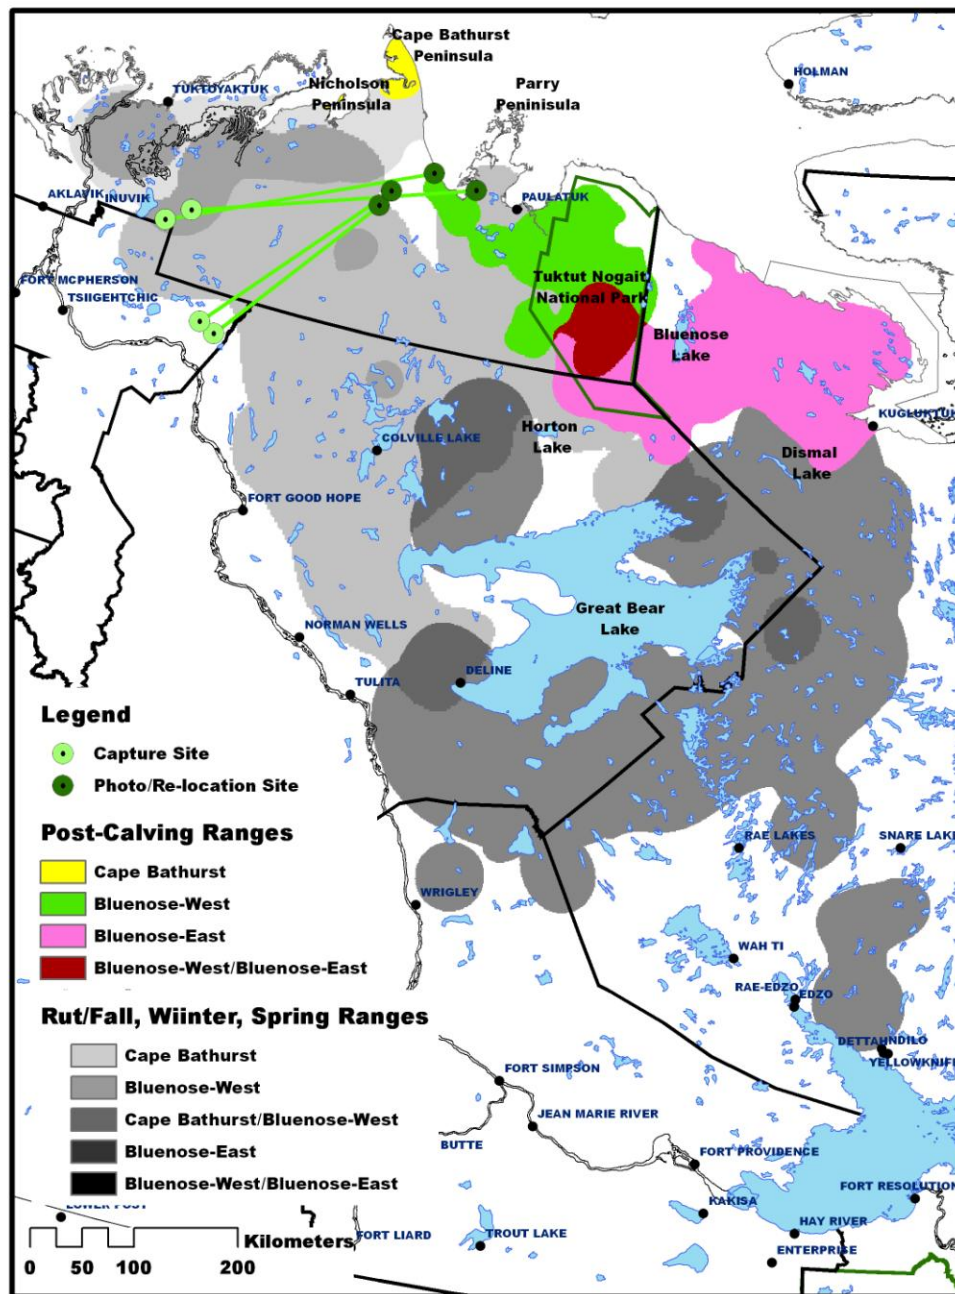 Cape Bathurst
Peninsula
HOLMAN
TUKTOYAKTUK
Nicholson
Peninsula
Parry
Peninisula
AKLAVIK
INUVIK
PAULATUK
FORT MCPHERSON
TSIIGEHTCHIC
Tuktut Nogait
National Park
Bluenose
Lake
KUGLUKTUK
Horton
Lake
COLVILLE LAKE
Dismal
Lake
FORT GOOD HOPE
Great Bear
Lake
NORMAN WELLS
DELINE
TULITA
Legend
Capture Site
Photo/Re-location Site
Post-Calving Ranges
Cape Bathurst
Bluenose-West
Bluenose-East
Bluenose-West/Bluenose-East
RAE LAKES
SNARE LAKE
WRIGLEY
WAH TI
RAE-EDZO
EDZO
Rut/Fall, Wiinter, Spring Ranges
Cape Bathurst
Bluenose-West
Cape Bathurst/Bluenose-West
Bluenose-East
Bluenose-West/Bluenose-East
DETTAH
NDILO
YELLOWKNIFE
FORT SIMPSON
JEAN MARIE RIVER
BUTTE
FORT PROVIDENCE
FORT RESOLUTION
LOWER POST
KAKISA
HAY RIVER
FORT LIARD
TROUT LAKE
ENTERPRISE
Kilometers
0 50 100 200